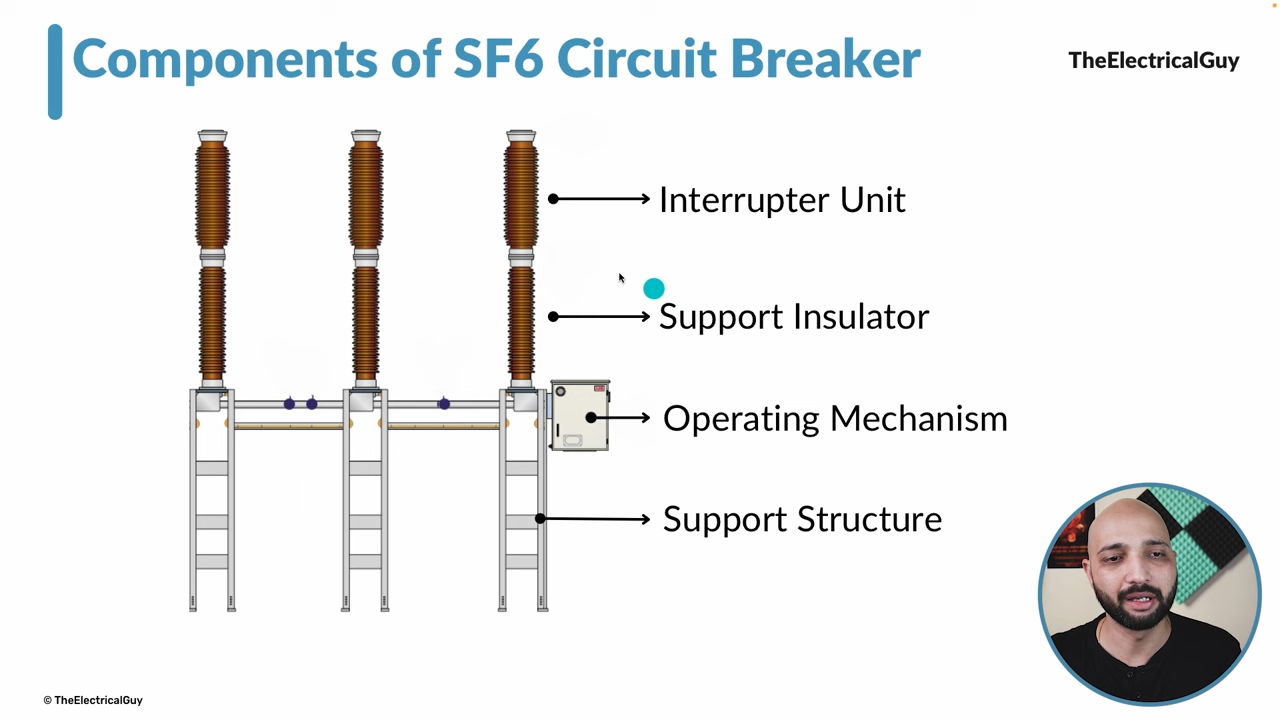 Components of SF6 Circuit Breaker
TheElectricalGuy
Interrupter Unit
Support Insulator
Operating Mechanism
Support Structure
© TheElectricalGuy